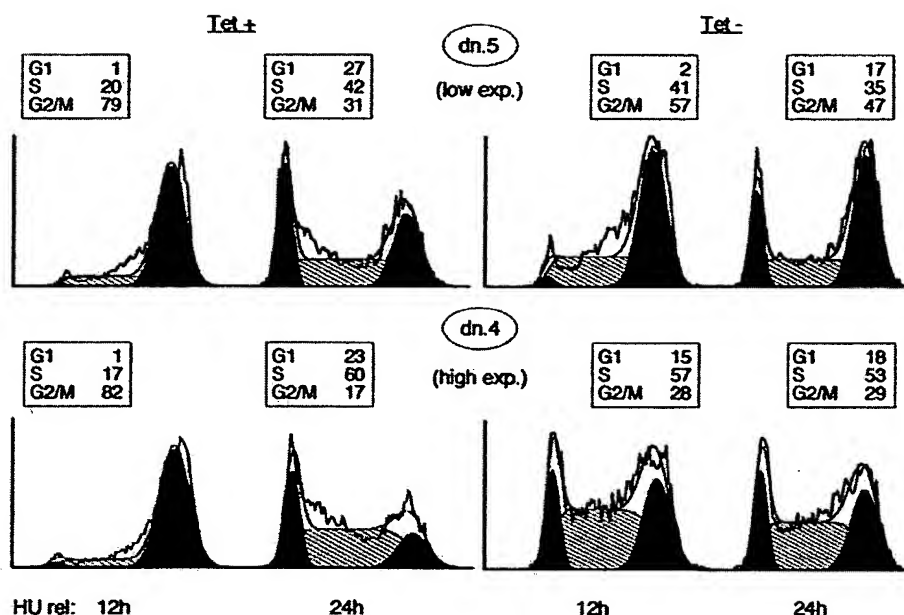 Tet +
Tet -
dn.5
(low exp.)
G1 1
S 20
G2/M 79
G1 27
S 42
G2/M 31
G1 2
S 41
G2/M 57
G1 17
S 35
G2/M 47
dn.4
(high exp.)
G1 1
S 17
G2/M 82
G1 23
S 60
G2/M 17
G1 15
S 57
G2/M 28
G1 18
S 53
G2/M 29
HU rel: 12h 24h 12h 24h